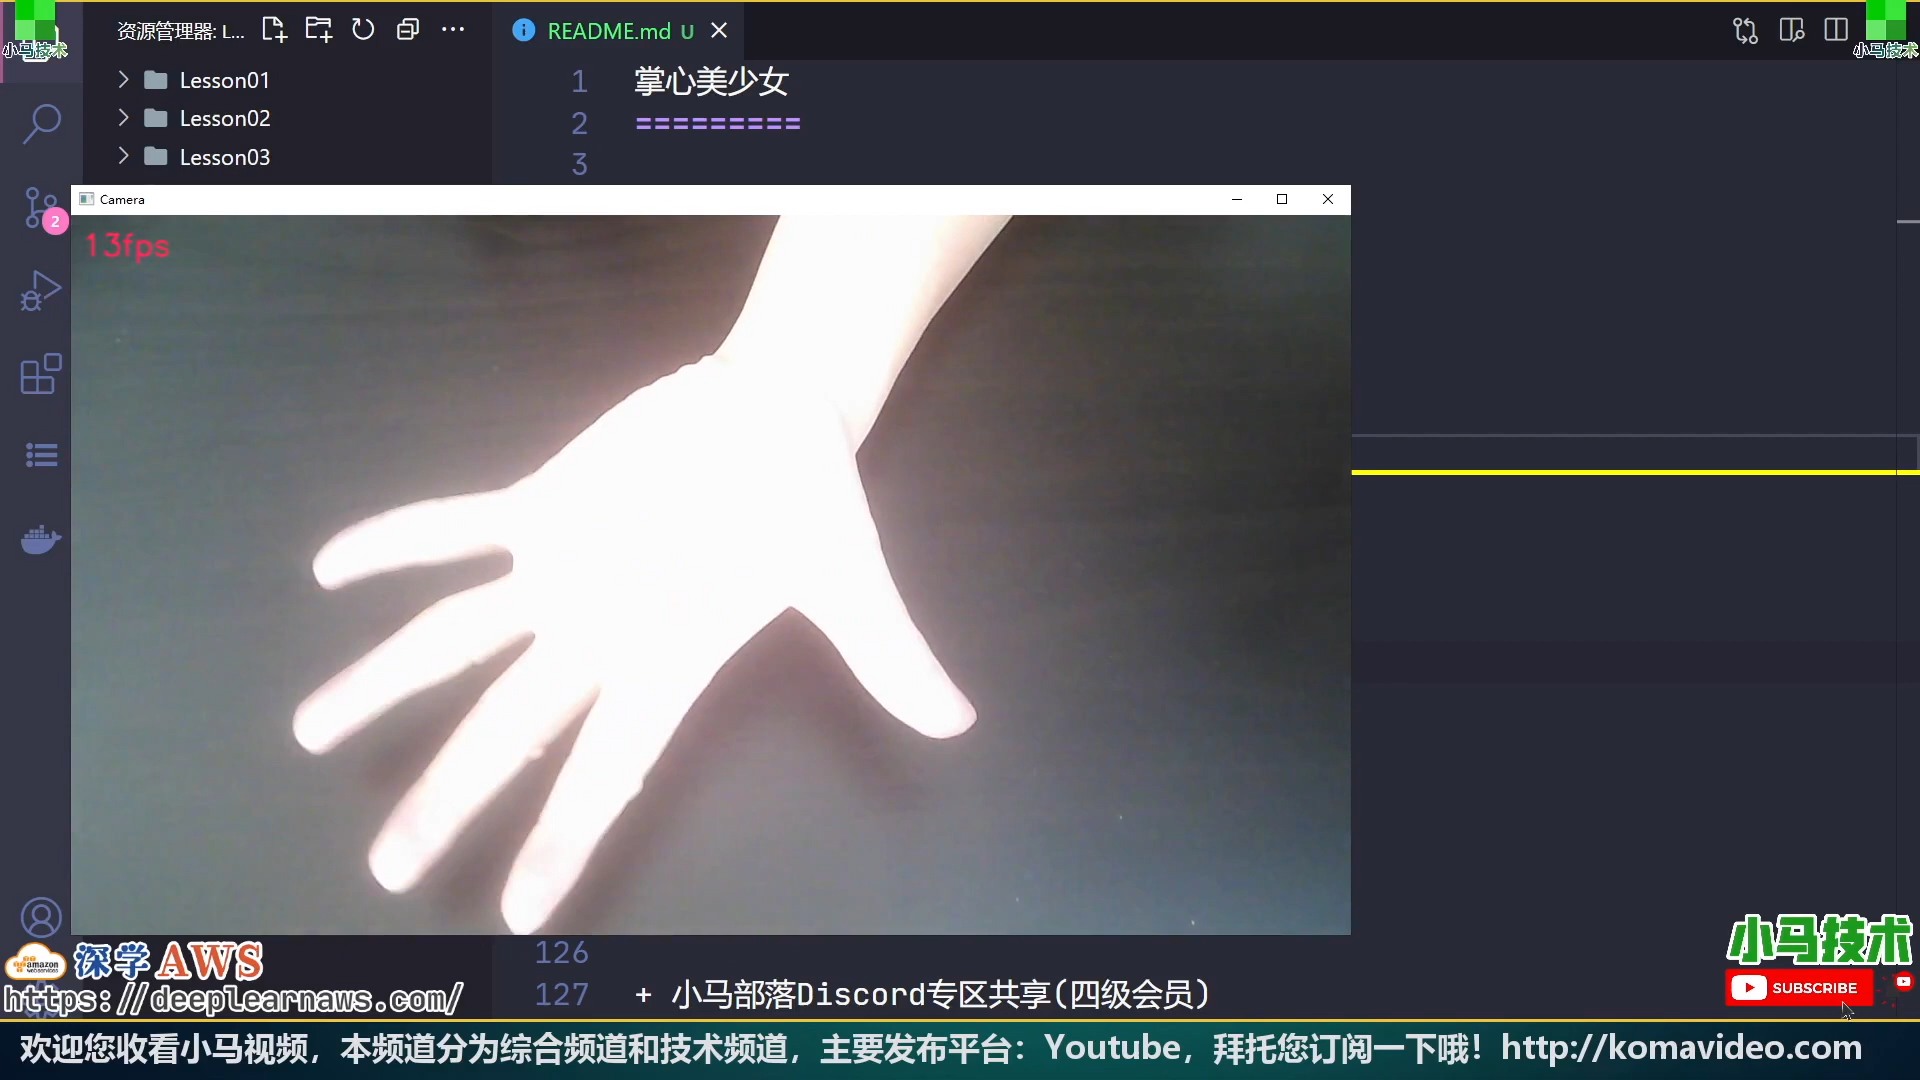 小马技术
资源管理器: L...
README.md U
小马技术
Lesson01
Lesson02
Lesson03
1 掌心美少女
2 =========
3
2
Camera
13fps
126
127 + 小马部落Discord专区共享(四级会员)
amazon
深学AWS
https://deeplearnaws.com/
小马技术
SUBSCRIBE
欢迎您收看小马视频，本频道分为综合频道和技术频道，主要发布平台：Youtube，拜托您订阅一下哦！http://komavideo.com